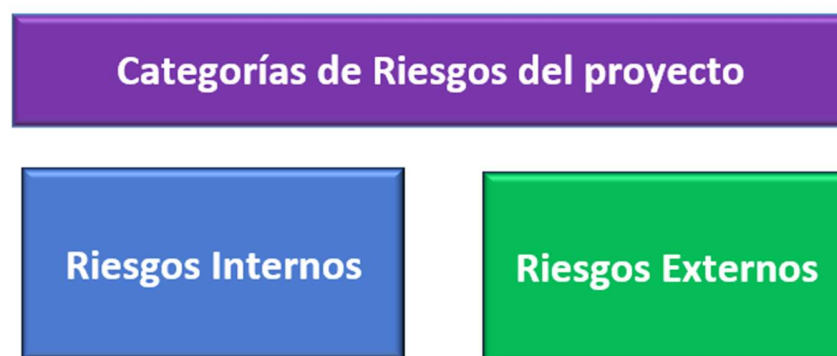 Categorías de Riesgos del proyecto
Riesgos Internos
Riesgos Externos